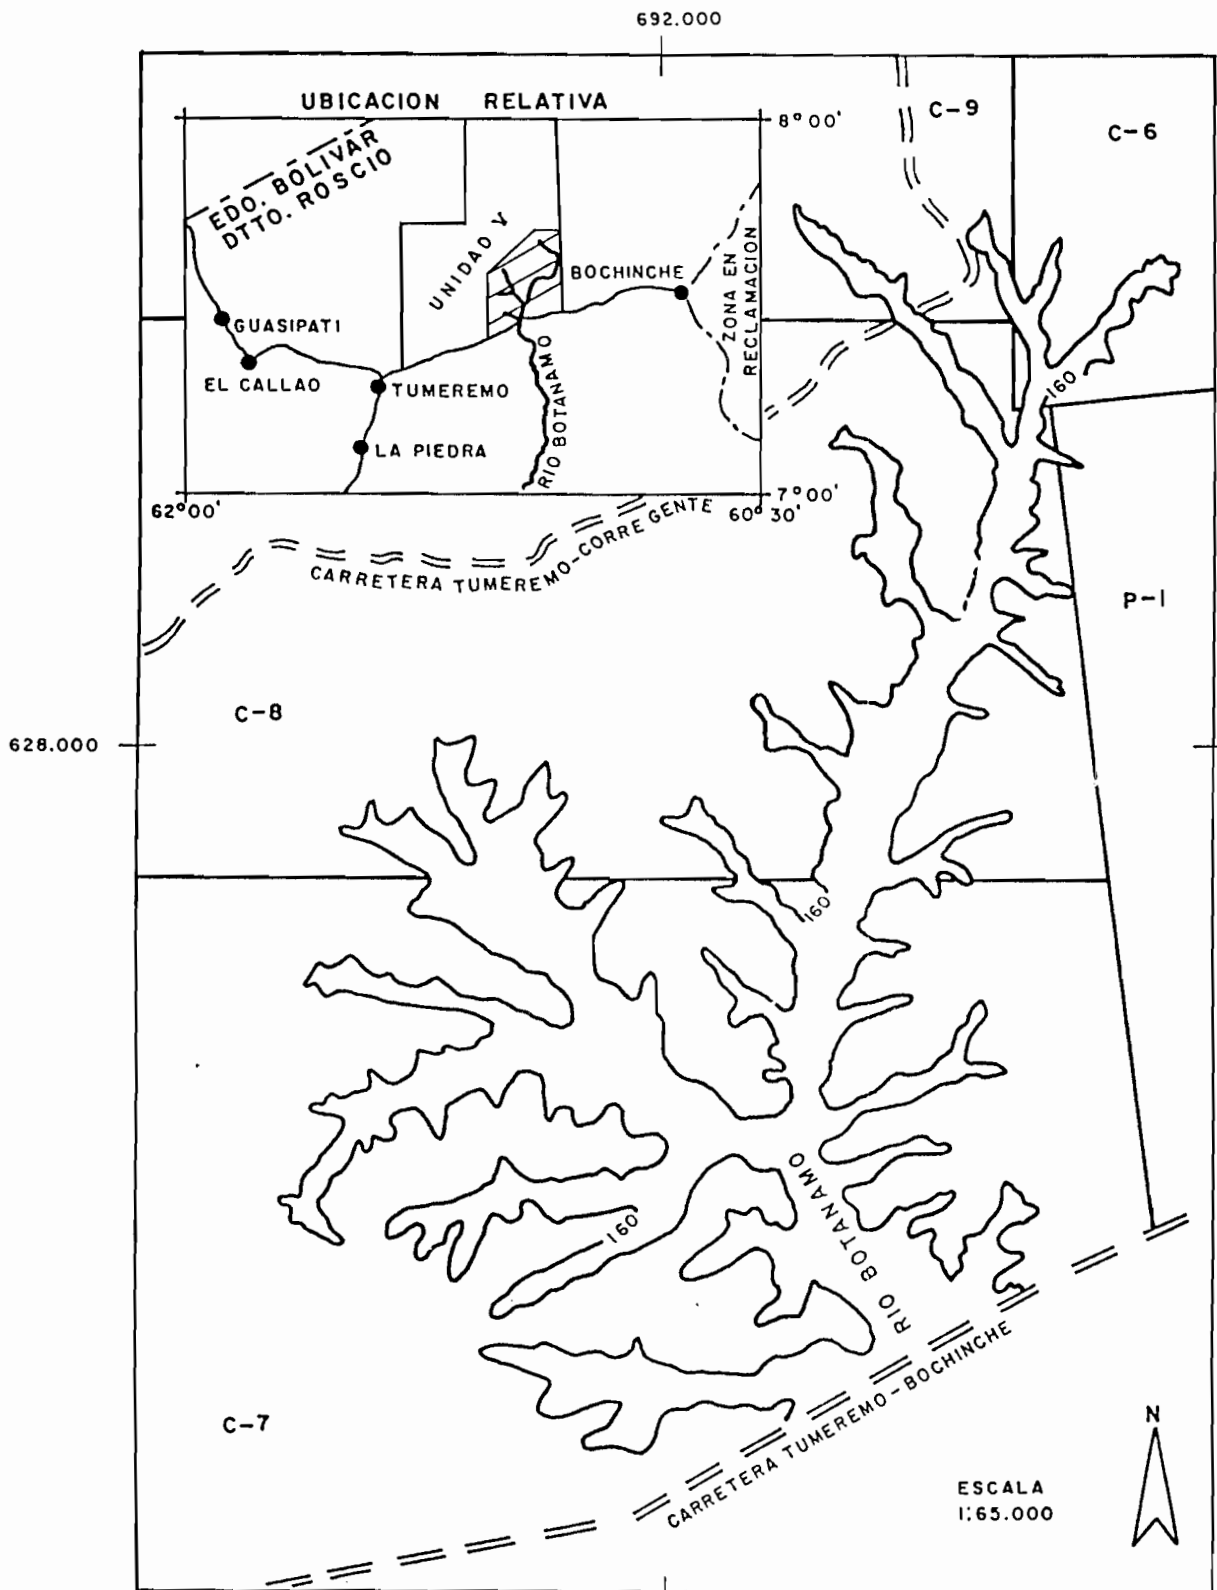 692.000
UBICACION RELATIVA
8°00'
C-9
C-6
EDO. BOLIVAR
DTTO. ROSCIO
UNIDAD V
BOCHINCHE
ZONA EN
RECLAMACION
GUASIPATI
EL CALLAO
TUMEREMO
RIO BOTANAMO
LA PIEDRA
160
7°00'
62°00'
60°30'
CARRETERA TUMEREMO-CORRE GENTE
P-1
C-8
628.000
160
160
RIO BOTANAMO
CARRETERA TUMEREMO-BOCHINCHE
C-7
N
ESCALA
1:65.000